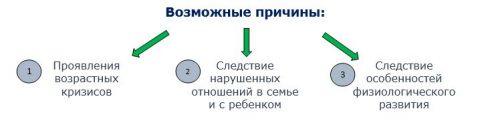 Возможные причины:
1
Проявления
возрастных
кризисов
2
Следствие
нарушенных
отношений в семье
и с ребенком
3
Следствие
особенностей
физиологического
развития